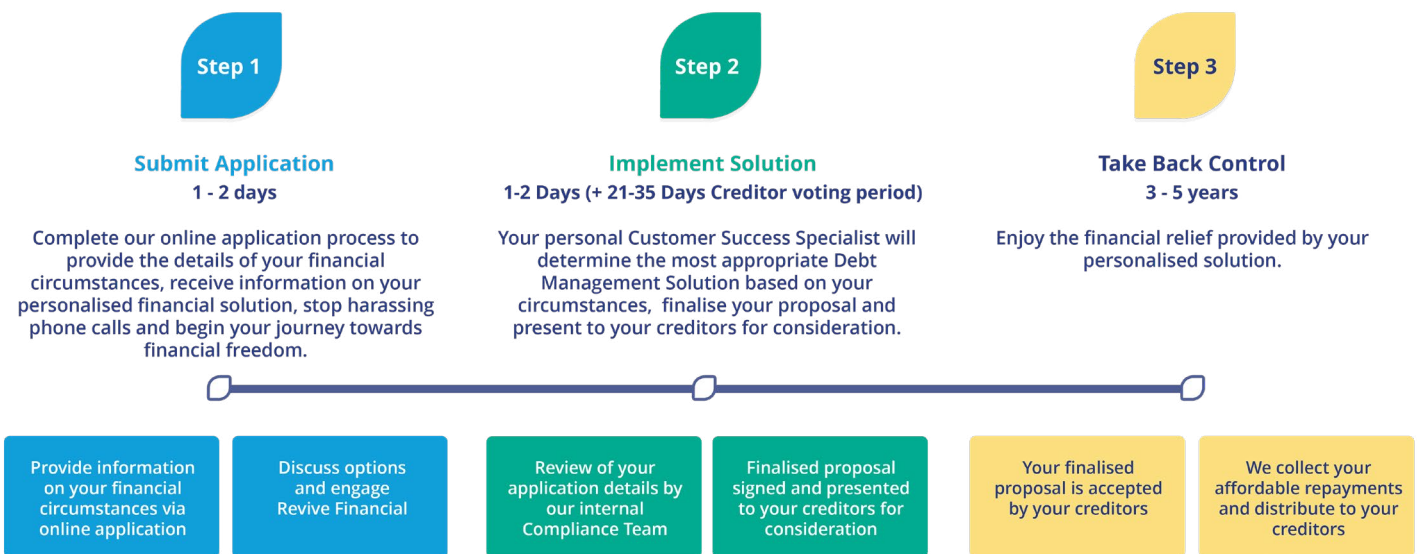 Step 1
Submit Application
1 - 2 days
Complete our online application process to
provide the details of your financial
circumstances, receive information on your
personalised financial solution, stop harassing
phone calls and begin your journey towards
financial freedom.
Step 2
Implement Solution
1-2 Days (+ 21-35 Days Creditor voting period)
Your personal Customer Success Specialist will
determine the most appropriate Debt
Management Solution based on your
circumstances, finalise your proposal and
present to your creditors for consideration.
Step 3
Take Back Control
3 - 5 years
Enjoy the financial relief provided by your
personalised solution.
Provide information
on your financial
circumstances via
online application
Discuss options
and engage
Revive Financial
Review of your
application details by
our internal
Compliance Team
Finalised proposal
signed and presented
to your creditors for
consideration
Your finalised
proposal is accepted
by your creditors
We collect your
affordable repayments
and distribute to your
creditors